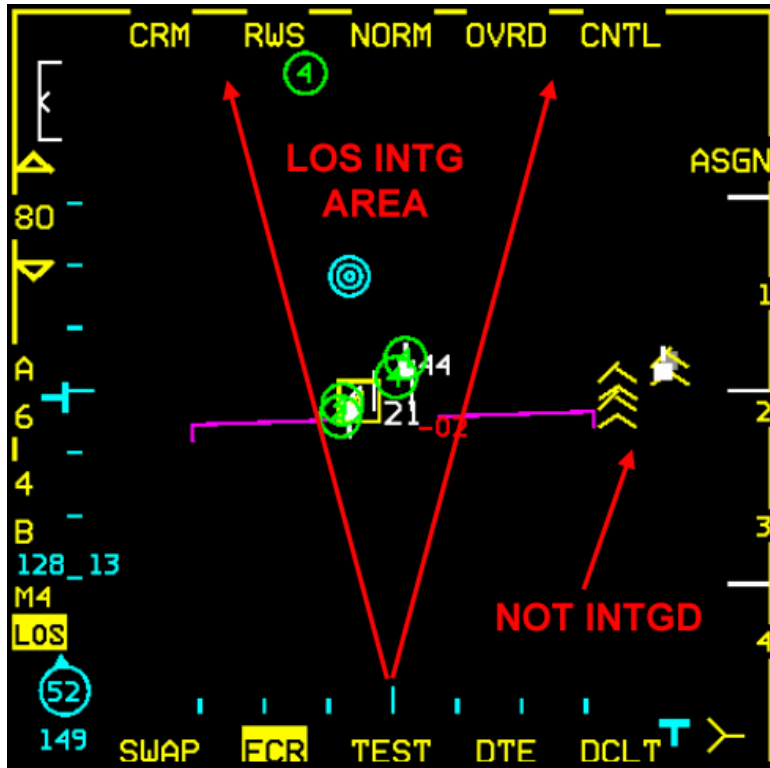 CRM RWS NORM OVRD CNTL
4
LOS INTG
AREA
ASGN
80
1
44
A
6
I
4
B
21
-02
2
3
128_13
M4
LOS
NOT INTGD
4
52
149
SWAP FCR TEST DTE DCLT